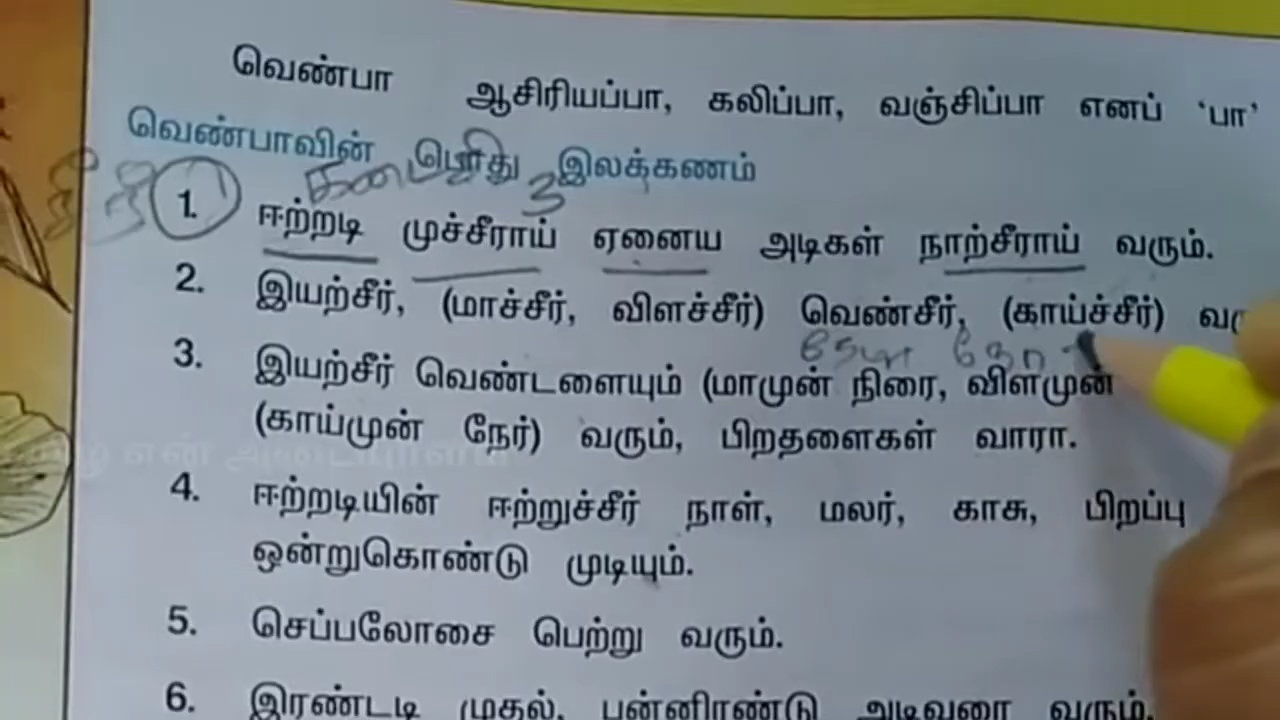 வெண்பா ஆசிரியப்பா, கலிப்பா, வஞ்சிப்பா எனப் 'பா'
வெண்பாவின் பொது இலக்கணம்
3
1. ஈற்றடி முச்சீராய் ஏனைய அடிகள் நாற்சீராய் வரும்.
2. இயற்சீர், (மாச்சீர், விளச்சீர்) வெண்சீர், (காய்ச்சீர்)
3. இயற்சீர் வெண்டளையும் (மாமுன் நிரை, விளமுன்
(காய்முன் நேர்) வரும், பிறதளைகள் வாரா.
4. ஈற்றடியின் ஈற்றுச்சீர் நாள், மலர், காசு, பிறப்பு
ஒன்றுகொண்டு முடியும்.
5. செப்பலோசை பெற்று வரும்.
6. இரண்டடி முதல், பன்னிரண்டு அடிவரை வரும்.